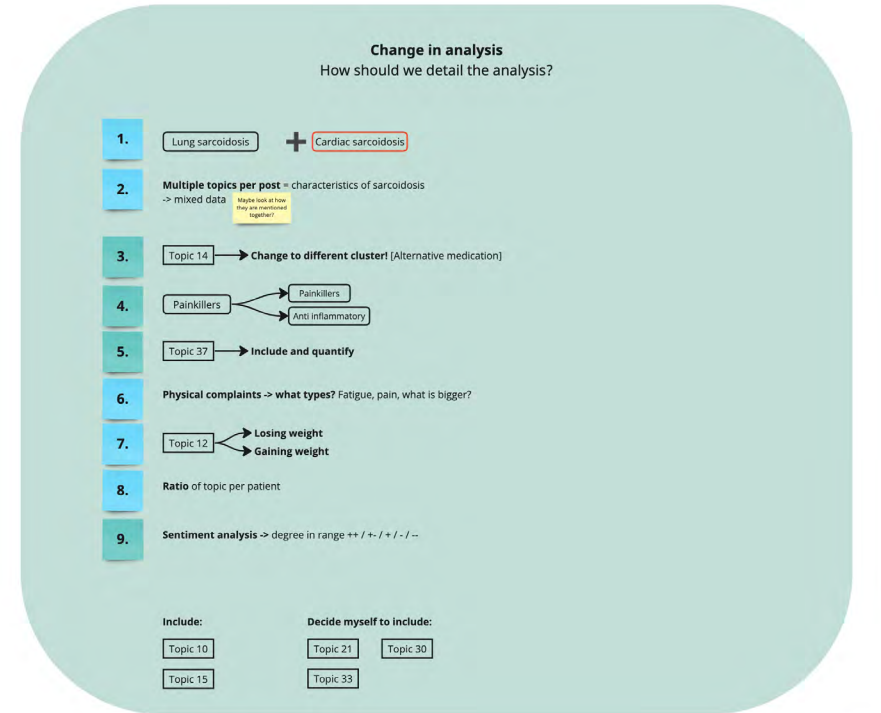 Change in analysis
How should we detail the analysis?
1.
Lung sarcoidosis
Cardiac sarcoidosis
2.
Multiple topics per post = characteristics of sarcoidosis
-> mixed data
Maybe look at how
they are mentioned
together?
3.
Topic 14
Change to different cluster! [Alternative medication]
4.
Painkillers
Painkillers
Anti inflammatory
5.
Topic 37
Include and quantify
6.
Physical complaints -> what types? Fatigue, pain, what is bigger?
7.
Topic 12
Losing weight
Gaining weight
8.
Ratio of topic per patient
9.
Sentiment analysis -> degree in range ++ / +- / + / - / --
Include:
Topic 10
Topic 15
Decide myself to include:
Topic 21
Topic 30
Topic 33